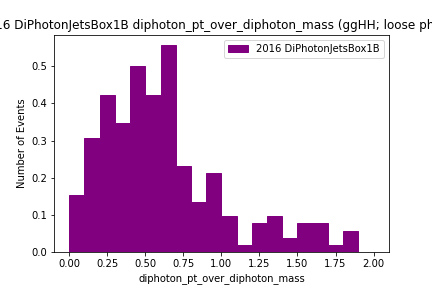 16 DiPhotonJetsBox1B diphoton_pt_over_diphoton_mass (ggHH; loose ph
2016 DiPhotonJetsBox1B
Number of Events
0.5
0.4
0.3
0.2
0.1
0.0
0.00 0.25 0.50 0.75 1.00 1.25 1.50 1.75 2.00
diphoton_pt_over_diphoton_mass